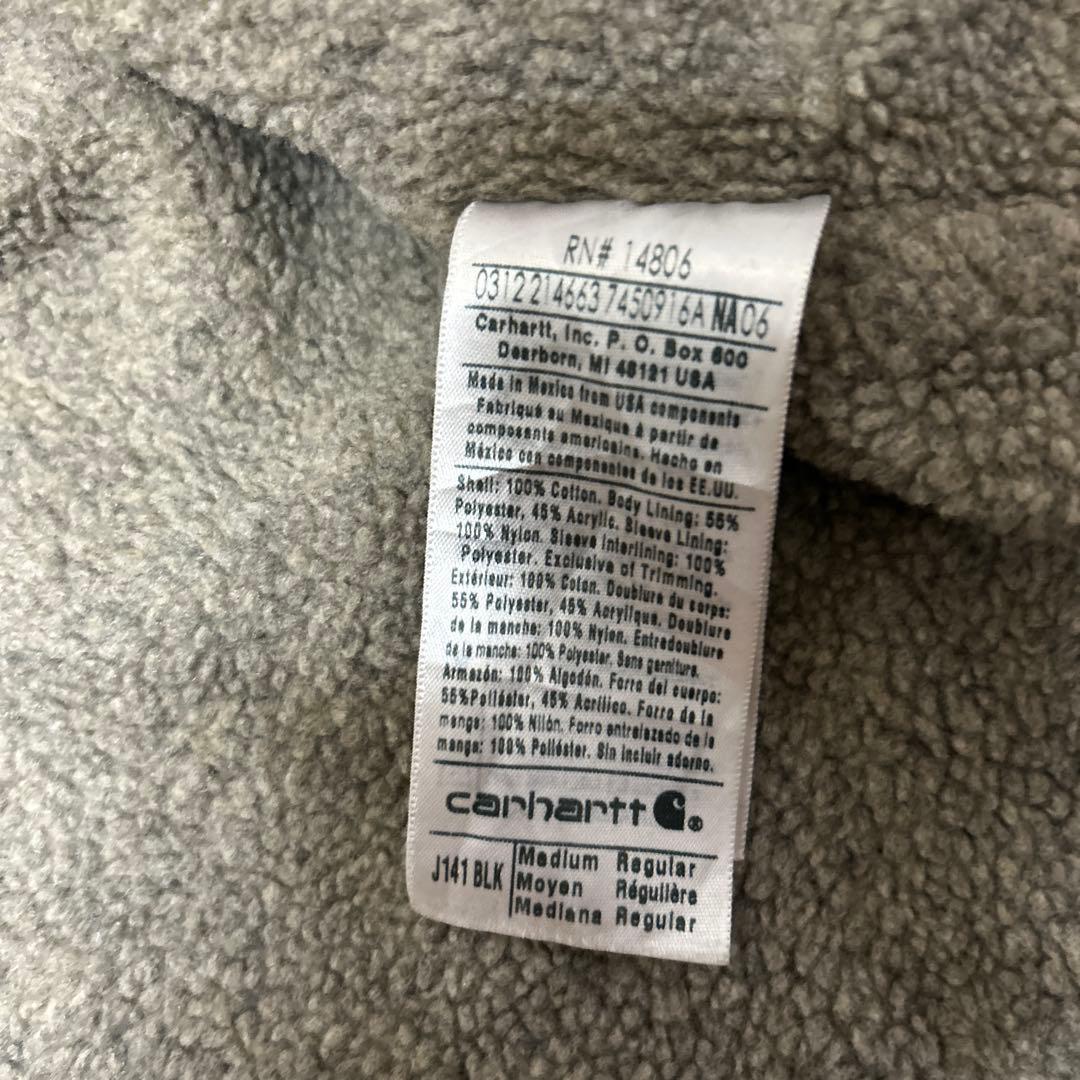 RN# 14806
0312214663 7450916A NA06
Carhartt, Inc. P. O. Box 600
Dearborn, MI 48121 USA
Made in Mexico from USA components
Fabriqué au Mexique à partir de
composants americains. Hecho en
México con componentes de los EE.UU.
Shell: 100% Cotton. Body Lining: 55%
Polyester, 45% Acrylic. Sleeve Lining:
100% Nylon. Sleeve Interlining: 100%
Polyester. Exclusive of Trimming.
Extérieur: 100% Coton. Doublure du corps:
55% Polyester, 45% Acrylique. Doublure
de la manche: 100% Nylon. Entredoublure
de la manche: 100% Polyester. Sans garniture.
Armazón: 100% Algodón. Forro del cuerpo:
55%Poliéster, 45% Acrílico. Forro de la
manga: 100% Nilón. Forro entrelazado de la
manga: 100% Poliéster. Sin incluir adorno.
carhartt C®
J141 BLK Medium Regular
Moyen Régulière
Mediana Regular